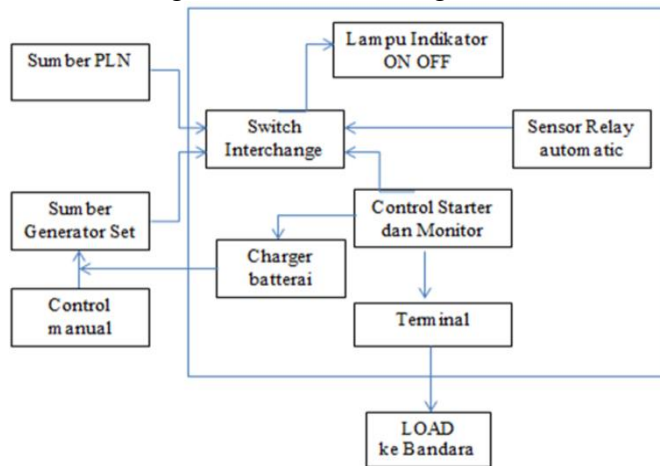 Lampu Indikator
ON OFF
Sumber PLN
Switch
Interchange
Sensor Relay
automatic
Sumber
Generator Set
Control Starter
dan Monitor
Charger
batterai
Control
manual
Terminal
LOAD
ke Bandara